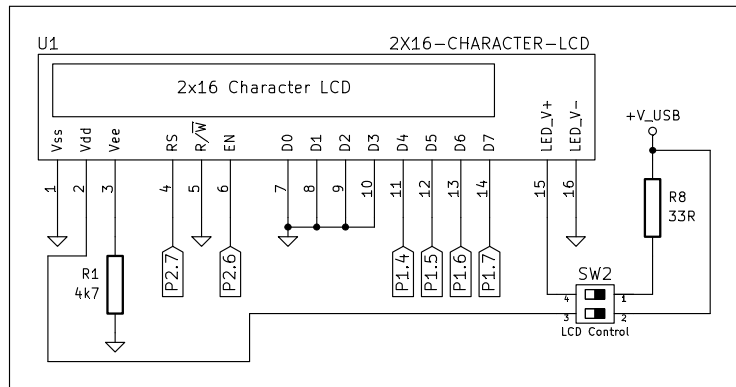 U1
2X16-CHARACTER-LCD
2x16 Character LCD
Vss
Vdd
Vee
RS
R/W
EN
D0
D1
D2
D3
D4
D5
D6
D7
LED_V+
LED_V-
1
2
3
4
5
6
7
8
9
10
11
12
13
14
15
16
+V_USB
R8
33R
R1
4k7
P2.7
P2.6
P1.4
P1.5
P1.6
P1.7
SW2
4
1
3
2
LCD Control